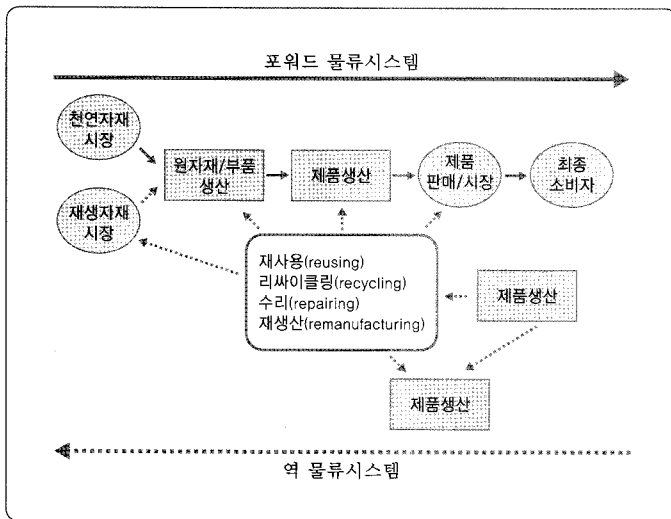 포워드 물류시스템
천연자재
시장
원자재/부품
생산
제품생산
제품
판매/시장
최종
소비자
재생자재
시장
재사용(reusing)
리싸이클링(recycling)
수리(repairing)
재생산(remanufacturing)
제품생산
제품생산
역 물류시스템